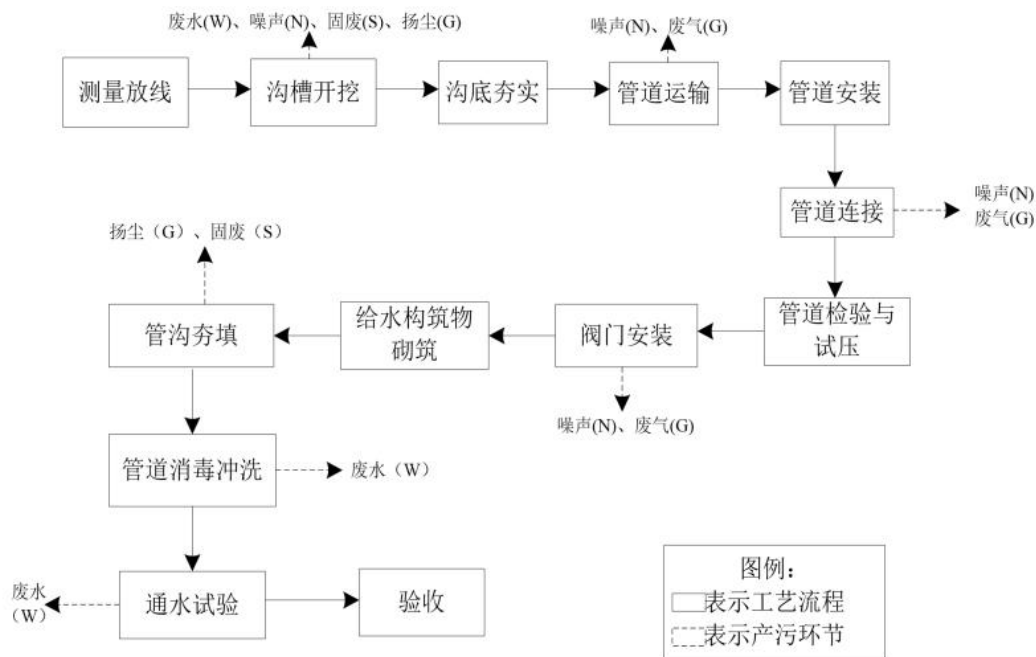 废水(W)、噪声(N)、固废(S)、扬尘(G)
噪声(N)、废气(G)
测量放线
沟槽开挖
沟底夯实
管道运输
管道安装
管道连接
噪声(N)
废气(G)
扬尘（G）、固废（S）
管沟夯填
给水构筑物
砌筑
阀门安装
管道检验与
试压
噪声(N)、废气(G)
管道消毒冲洗
废水（W）
废水
（W）
通水试验
验收
图例：
表示工艺流程
表示产污环节